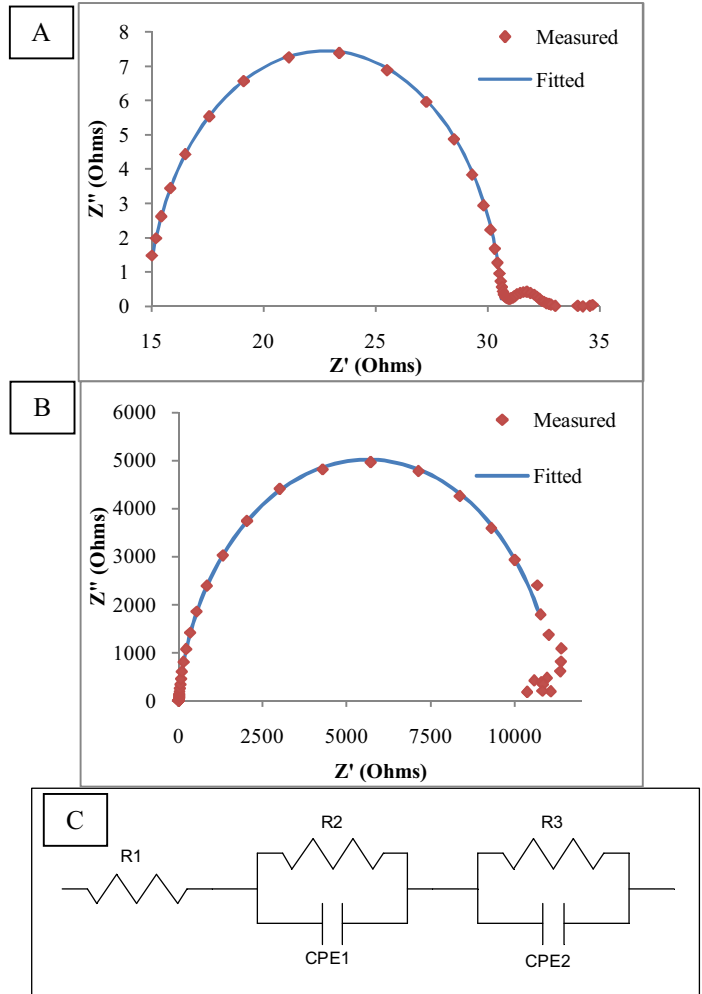 A
Z'' (Ohms)
8
7
6
5
4
3
2
1
0
Measured
Fitted
15 20 25 30 35
Z' (Ohms)
B
Z'' (Ohms)
6000
5000
4000
3000
2000
1000
0
Measured
Fitted
0 2500 5000 7500 10000
Z' (Ohms)
C
R1
R2
R3
CPE1
CPE2